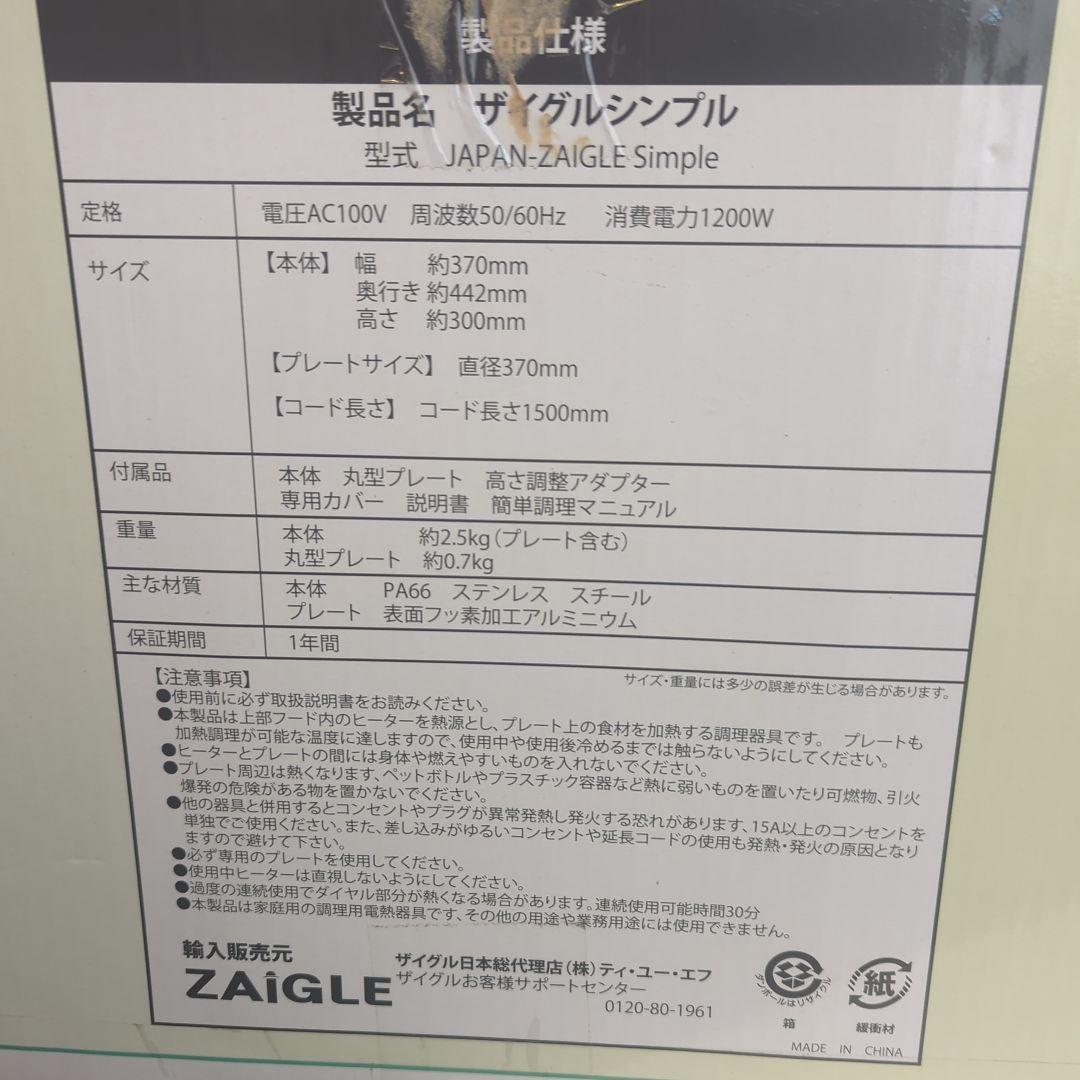 製品仕様
製品名 ザイグルシンプル
型式 JAPAN-ZAIGLE Simple
定格 電圧AC100V 周波数50/60Hz 消費電力1200W
サイズ 【本体】 幅 約370mm
奥行き 約442mm
高さ 約300mm
【プレートサイズ】 直径370mm
【コード長さ】 コード長さ1500mm
付属品 本体 丸型プレート 高さ調整アダプター
専用カバー 説明書 簡単調理マニュアル
重量 本体 約2.5kg(プレート含む)
丸型プレート 約0.7kg
主な材質 本体 PA66 ステンレス スチール
プレート 表面フッ素加工アルミニウム
保証期間 1年間
サイズ・重量には多少の誤差が生じる場合があります。
【注意事項】
●使用前に必ず取扱説明書をお読みください。
●本製品は上部フード内のヒーターを熱源とし、プレート上の食材を加熱する調理器具です。 プレートも
加熱調理が可能な温度に達しますので、使用中や使用後冷めるまでは触らないようにしてください。
●ヒーターとプレートの間には身体や燃えやすいものを入れないでください。
●プレート周辺は熱くなります、ペットボトルやプラスチック容器など熱に弱いものを置いたり可燃物、引火
爆発の危険がある物を置かないでください。
●他の器具と併用するとコンセントやプラグが異常発熱し発火する恐れがあります、15A以上のコンセントを
単独でご使用ください。また、差し込みがゆるいコンセントや延長コードの使用も発熱・発火の原因となり
ますので避けて下さい。
●必ず専用のプレートを使用してください。
●使用中ヒーターは直視しないようにしてください。
●過度の連続使用でダイヤル部分が熱くなる場合があります。連続使用可能時間30分
●本製品は家庭用の調理用電熱器具です、その他の用途や業務用途には使用できません。
輸入販売元
ZAiGLE
ザイグル日本総代理店(株)ティ・ユー・エフ
ザイグルお客様サポートセンター
0120-80-1961
ダンボールはリサイクル
箱
紙
緩衝材
MADE IN CHINA